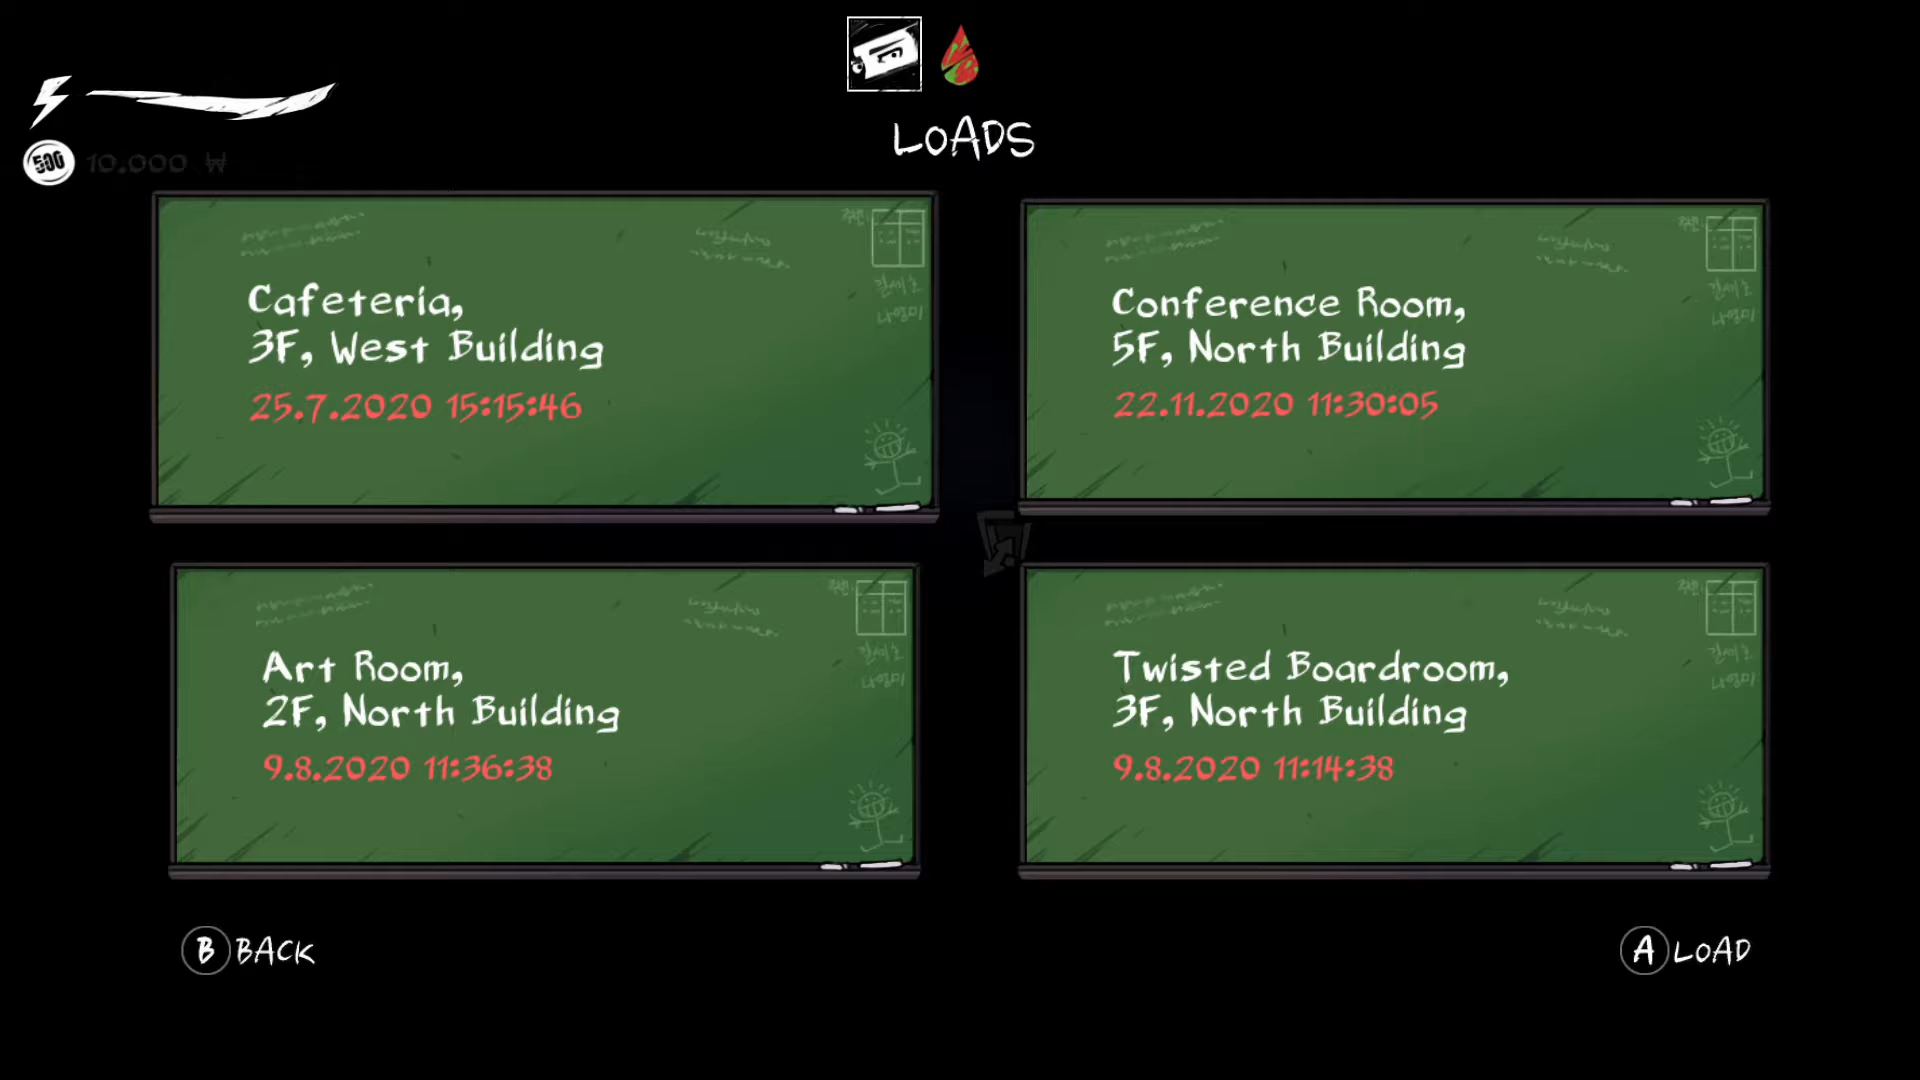 LOADS
500
10.000 ₩
Cafeteria,
3F, West Building
25.7.2020 15:15:46
Conference Room,
5F, North Building
22.11.2020 11:30:05
Art Room,
2F, North Building
9.8.2020 11:36:38
Twisted Boardroom,
3F, North Building
9.8.2020 11:14:38
B BACK
A LOAD